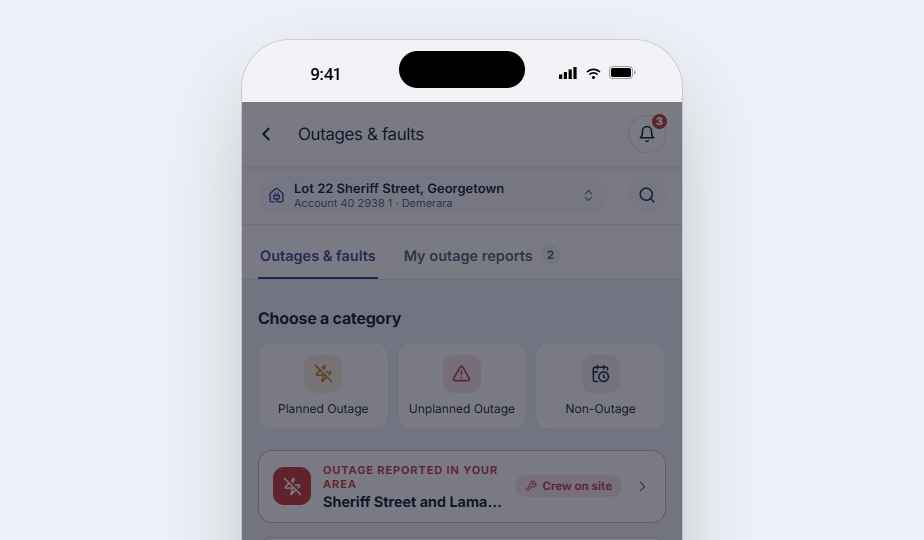 9:41
Outages & faults
3
Lot 22 Sheriff Street, Georgetown
Account 40 2938 1 · Demerara
Outages & faults
My outage reports 2
Choose a category
Planned Outage
Unplanned Outage
Non-Outage
OUTAGE REPORTED IN YOUR
AREA
Sheriff Street and Lama...
Crew on site